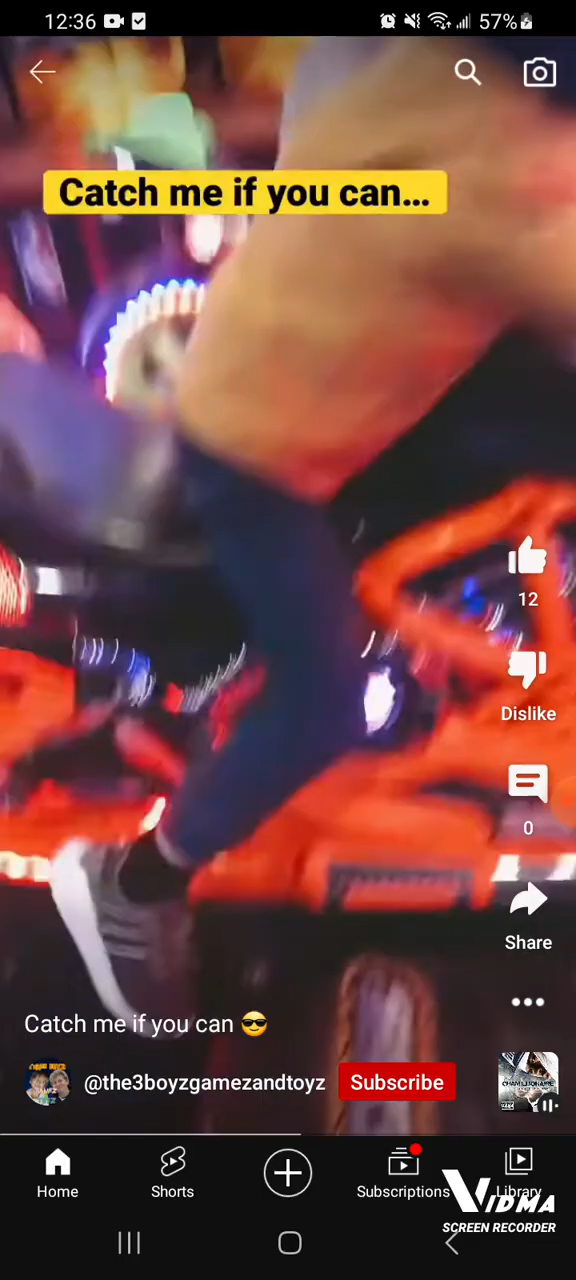 12:36
57%
Catch me if you can...
12
Dislike
0
Share
Catch me if you can 😎
@the3boyzgamezandtoyz
Subscribe
CHAMILLIONAIRE
Home
Shorts
Subscriptions
Library
VIDMA
SCREEN RECORDER